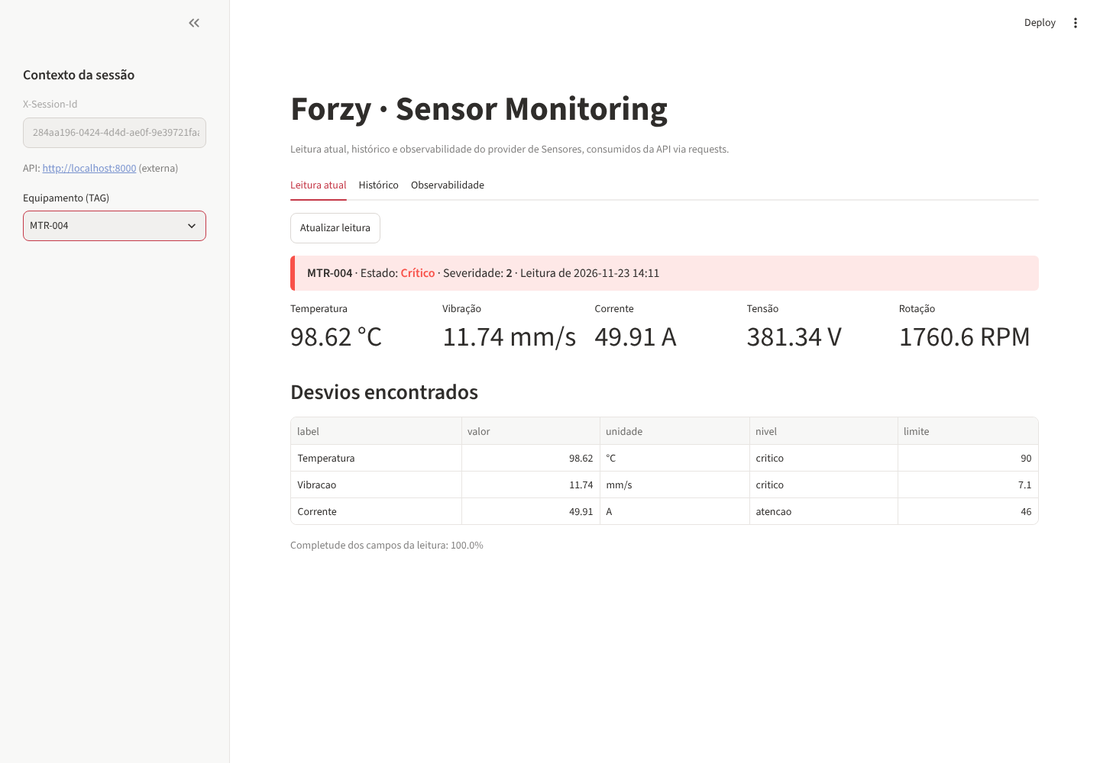 Deploy
Contexto da sessão
X-Session-Id
284aa196-0424-4d4d-ae0f-9e39721faa
API: http://localhost:8000 (externa)
Equipamento (TAG)
MTR-004
Forzy · Sensor Monitoring
Leitura atual, histórico e observabilidade do provider de Sensores, consumidos da API via requests.
Leitura atual Histórico Observabilidade
Atualizar leitura
MTR-004 · Estado: Crítico · Severidade: 2 · Leitura de 2026-11-23 14:11
Temperatura Vibração Corrente Tensão Rotação
98.62 °C 11.74 mm/s 49.91 A 381.34 V 1760.6 RPM
Desvios encontrados
label valor unidade nivel limite
Temperatura 98.62 °C critico 90
Vibracao 11.74 mm/s critico 7.1
Corrente 49.91 A atencao 46
Completude dos campos da leitura: 100.0%